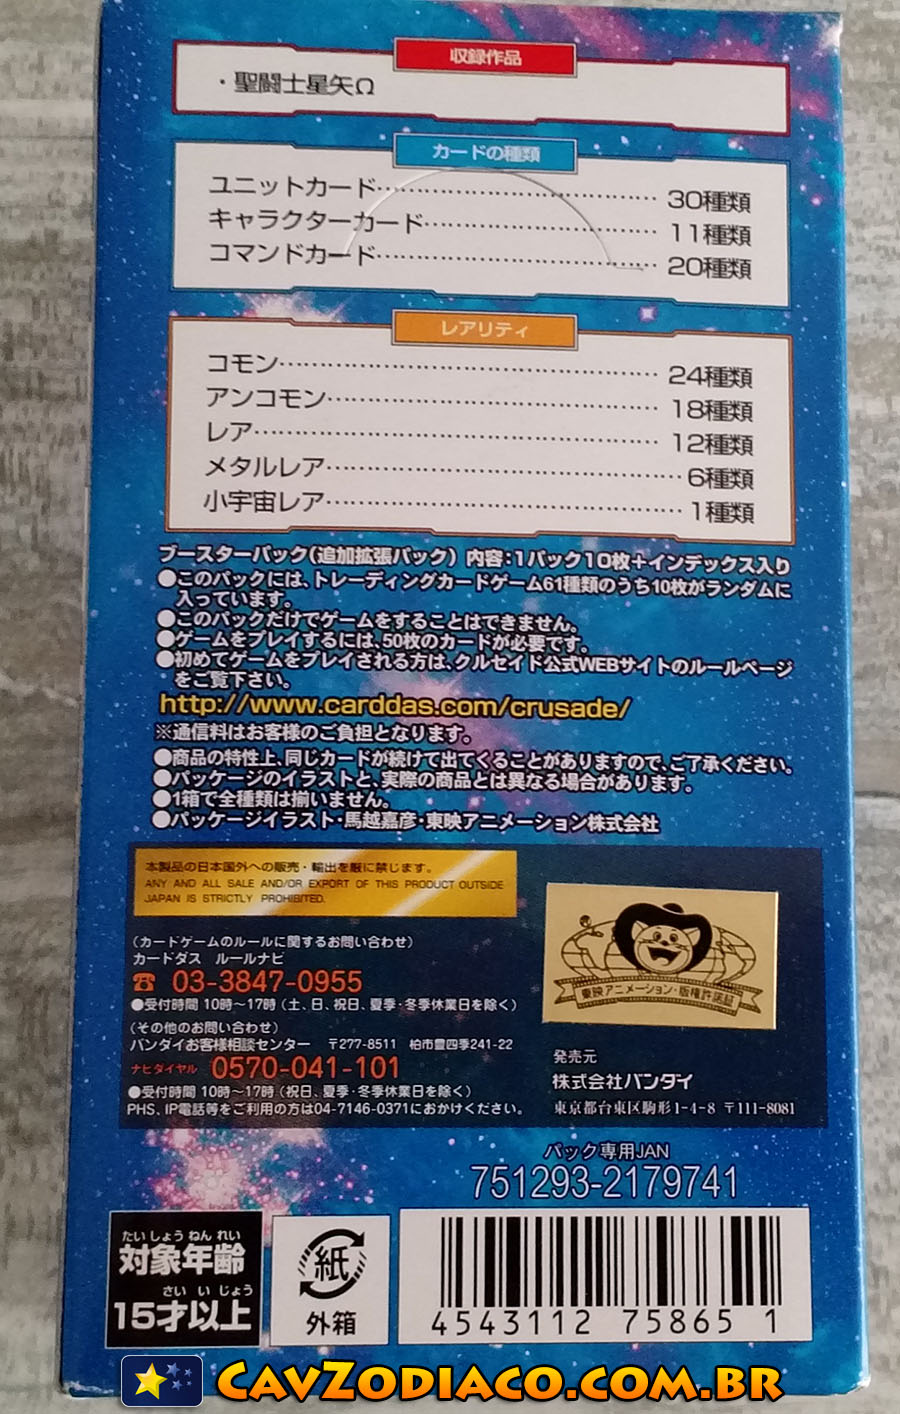 収録作品
・聖闘士星矢Ω
カードの種類
ユニットカード……………………………30種類
キャラクターカード………………………11種類
コマンドカード……………………………20種類
レアリティ
コモン………………………………………24種類
アンコモン…………………………………18種類
レア…………………………………………12種類
メタルレア…………………………………6種類
小宇宙レア…………………………………1種類
ブースターパック(追加拡張パック) 内容:1パック10枚+インデックス入り
●このパックには、トレーディングカードゲーム61種類のうち10枚がランダムに
入っています。
●このパックだけでゲームをすることはできません。
●ゲームをプレイするには、50枚のカードが必要です。
●初めてゲームをプレイされる方は、クルセイド公式WEBサイトのルールページ
をご覧下さい。
http://www.carddas.com/crusade/
※通信料はお客様のご負担となります。
●商品の特性上、同じカードが続けて出てくることがありますので、ご了承ください。
●パッケージのイラストと、実際の商品とは異なる場合があります。
●1箱で全種類は揃いません。
●パッケージイラスト・馬越嘉彦・東映アニメーション株式会社
本製品の日本国外への販売・輸出を厳に禁じます。
ANY AND ALL SALE AND/OR EXPORT OF THIS PRODUCT OUTSIDE
JAPAN IS STRICTLY PROHIBITED.
(カードゲームのルールに関するお問い合わせ)
カードダス ルールナビ
☎ 03-3847-0955
●受付時間 10時〜17時(土、日、祝日、夏季・冬季休業日を除く)
(その他のお問い合わせ)
バンダイお客様相談センター 〒277-8511 柏市豊四季241-22
ナビダイヤル 0570-041-101
●受付時間 10時〜17時(祝日、夏季・冬季休業日を除く)
PHS、IP電話等をご利用の方は04-7146-0371におかけください。
東映アニメーション・版権許諾証
発売元
株式会社バンダイ
東京都台東区駒形1-4-8 〒111-8081
パック専用JAN
751293-2179741
たいしょうねんれい
対象年齢
さいいじょう
15才以上
紙
外箱
4543112 75865 1
CavZodiaco.com.br